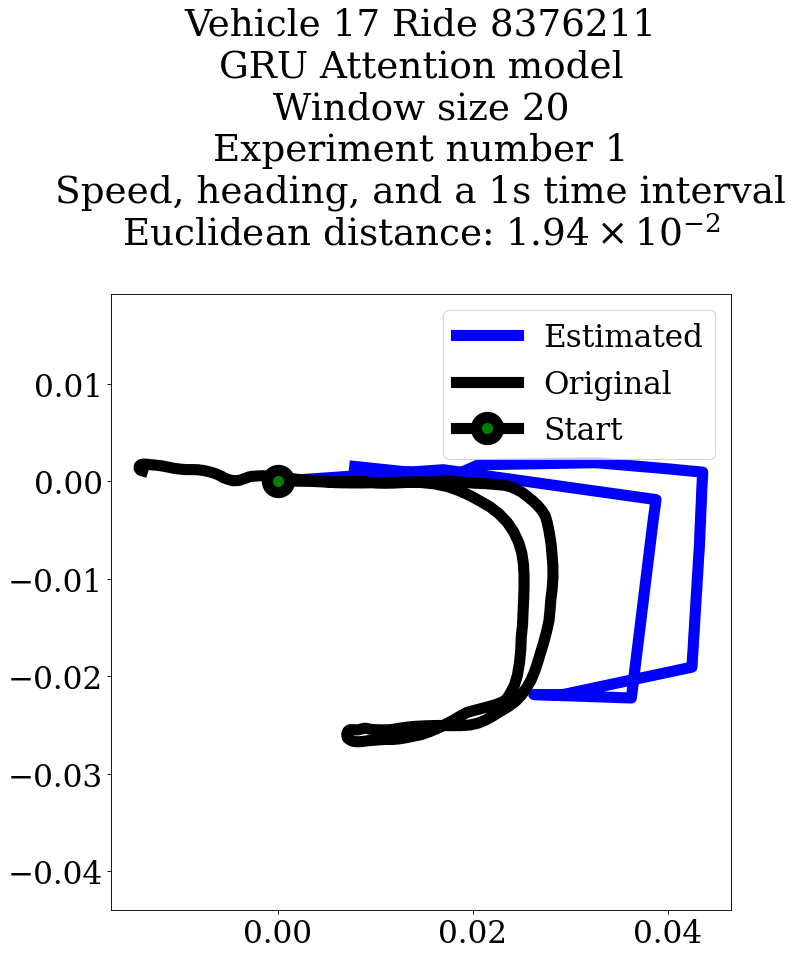 Vehicle 17 Ride 8376211
GRU Attention model
Window size 20
Experiment number 1
Speed, heading, and a 1s time interval
Euclidean distance: 1.94 × 10⁻²
Estimated
Original
Start
0.01
0.00
−0.01
−0.02
−0.03
−0.04
0.00 0.02 0.04